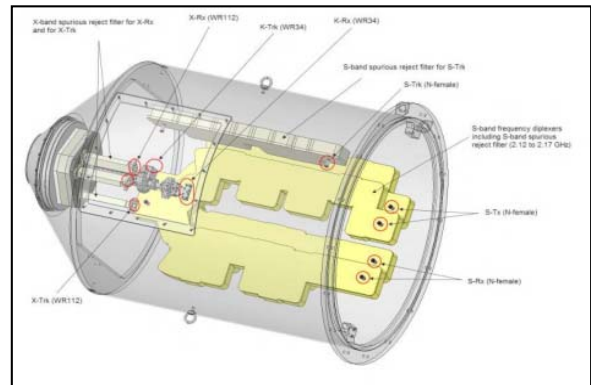 X-band spurious reject filter for X-Rx
and for X-Trk
X-Rx (WR112)
K-Trk (WR34)
K-Rx (WR34)
S-band spurious reject filter for S-Trk
S-Trk (N-female)
S-band frequency diplexers
including S-band spurious
reject filter (2.12 to 2.17 GHz)
S-Tx (N-female)
S-Rx (N-female)
X-Trk (WR112)